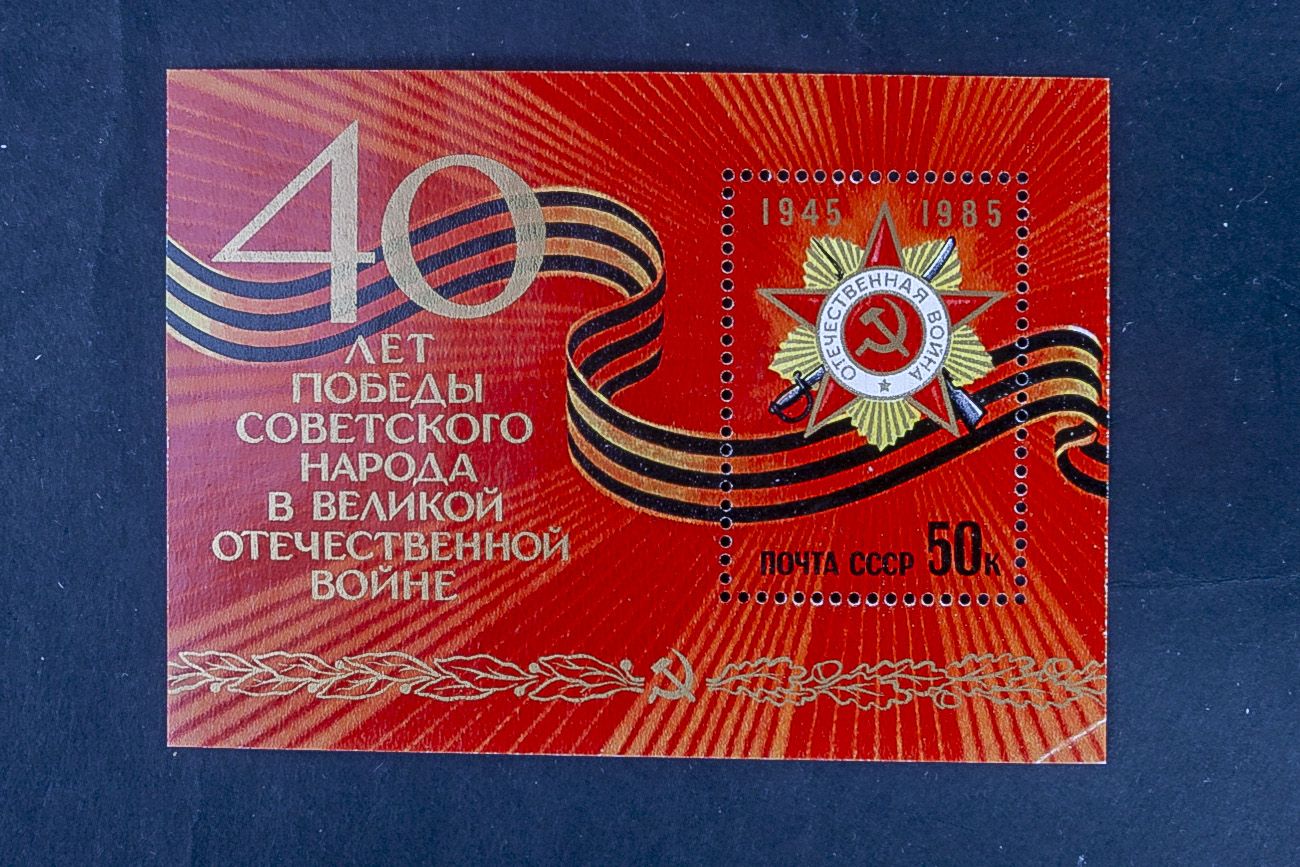 40
ЛЕТ
ПОБЕДЫ
СОВЕТСКОГО
НАРОДА
В ВЕЛИКОЙ
ОТЕЧЕСТВЕННОЙ
ВОЙНЕ
1945 1985
ОТЕЧЕСТВЕННАЯ ВОЙНА
ПОЧТА СССР 50К